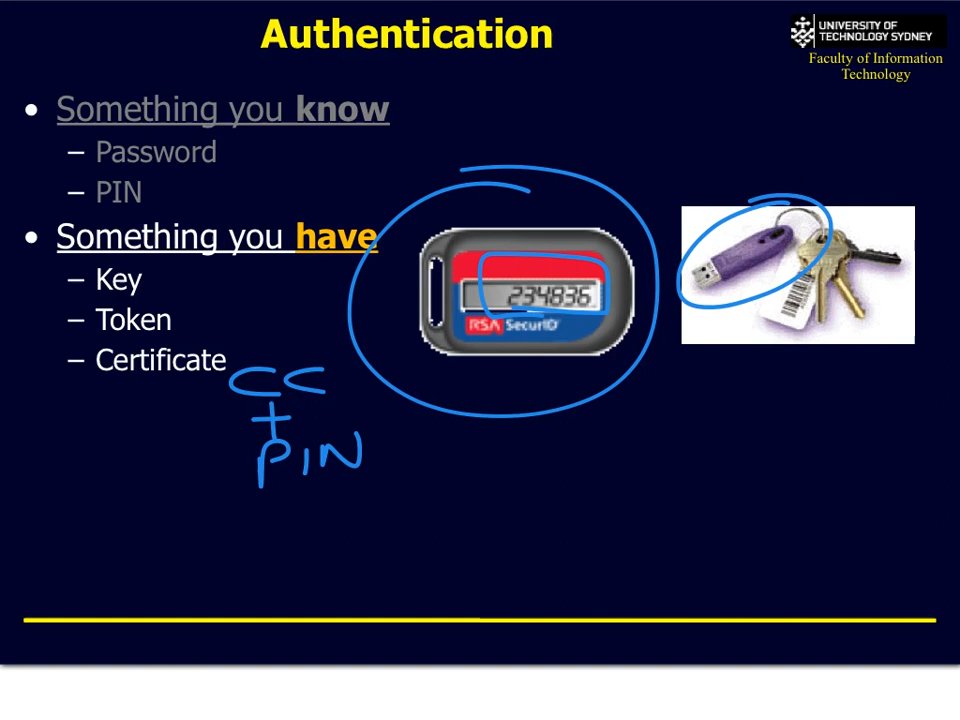 Authentication
UNIVERSITY OF
TECHNOLOGY SYDNEY
Faculty of Information
Technology
• Something you know
– Password
– PIN
• Something you have
– Key
– Token
– Certificate
234836
RSA SecurID
CC
+
PIN